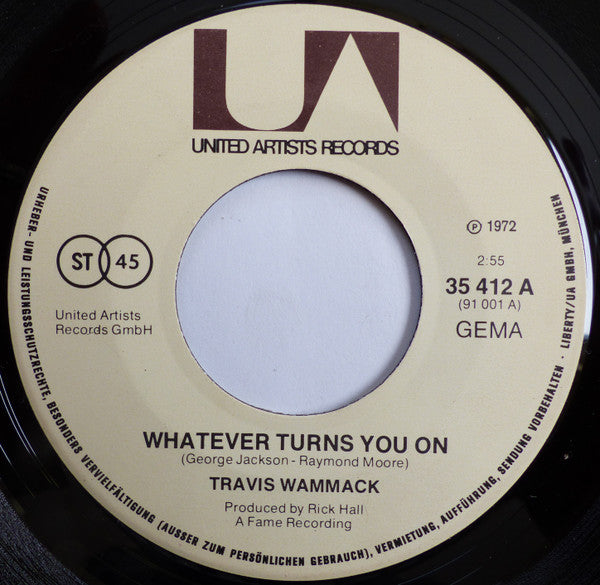 UA
UNITED ARTISTS RECORDS
ST 45
United Artists
Records GmbH
℗ 1972
2:55
35 412 A
(91 001 A)
GEMA
WHATEVER TURNS YOU ON
(George Jackson - Raymond Moore)
TRAVIS WAMMACK
Produced by Rick Hall
A Fame Recording
URHEBER- UND LEISTUNGSSCHUTZRECHTE, BESONDERS VERVIELFÄLTIGUNG (AUSSER ZUM PERSÖNLICHEN GEBRAUCH), VERMIETUNG, AUFFÜHRUNG, SENDUNG VORBEHALTEN · LIBERTY/UA GMBH, MÜNCHEN